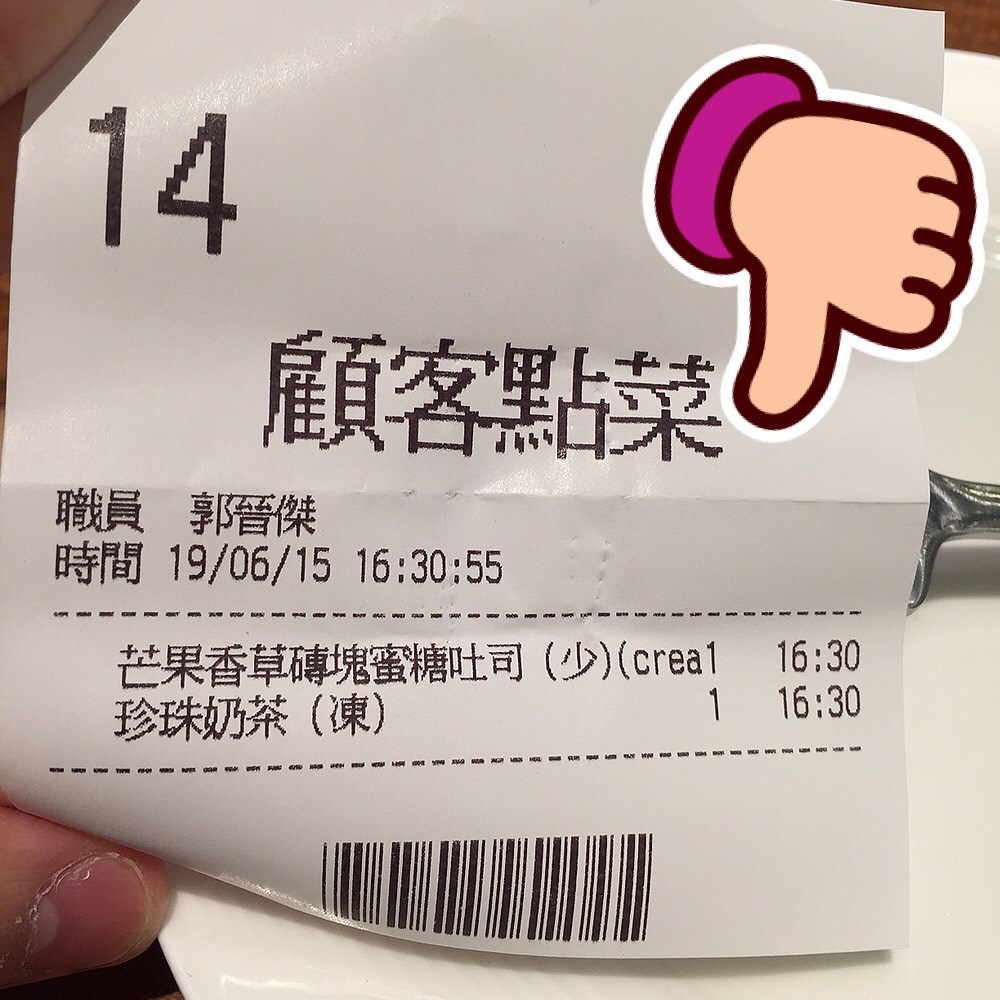 14
顧客點菜
職員 郭晉傑
時間 19/06/15 16:30:55
芒果香草磚塊蜜糖吐司 (少)(crea1 16:30
珍珠奶茶 (凍) 1 16:30